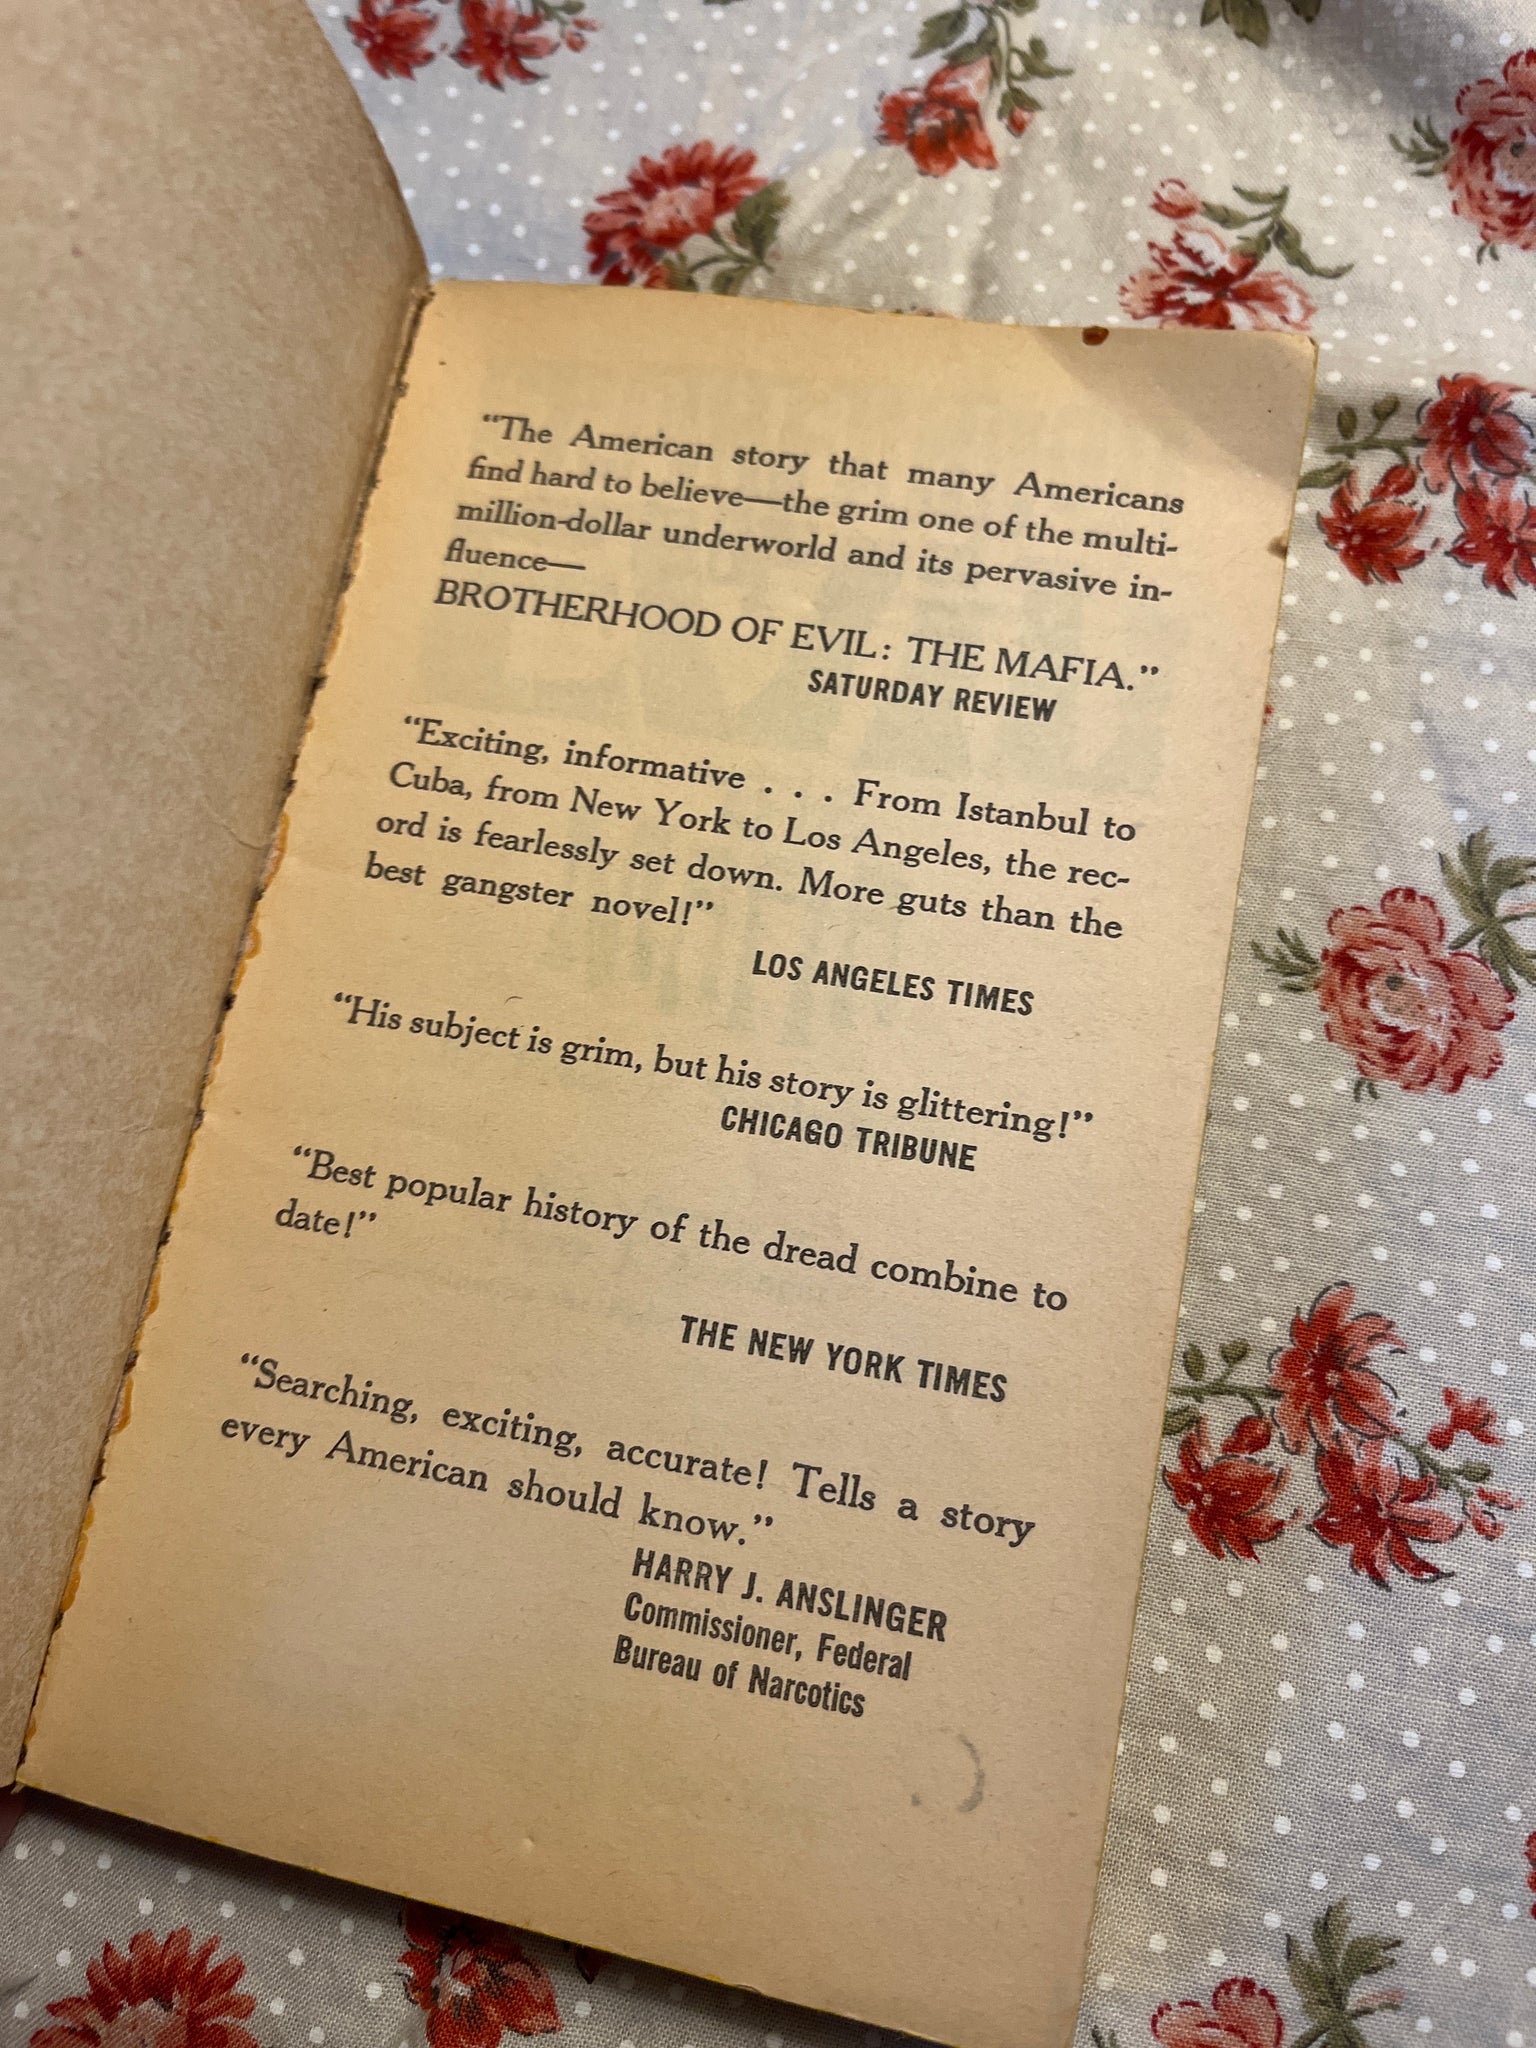 “The American story that many Americans
find hard to believe—the grim one of the multi-
million-dollar underworld and its pervasive in-
fluence—
BROTHERHOOD OF EVIL: THE MAFIA.”
SATURDAY REVIEW
“Exciting, informative . . . From Istanbul to
Cuba, from New York to Los Angeles, the rec-
ord is fearlessly set down. More guts than the
best gangster novel!”
LOS ANGELES TIMES
“His subject is grim, but his story is glittering!”
CHICAGO TRIBUNE
“Best popular history of the dread combine to
date!”
THE NEW YORK TIMES
“Searching, exciting, accurate! Tells a story
every American should know.”
HARRY J. ANSLINGER
Commissioner, Federal
Bureau of Narcotics